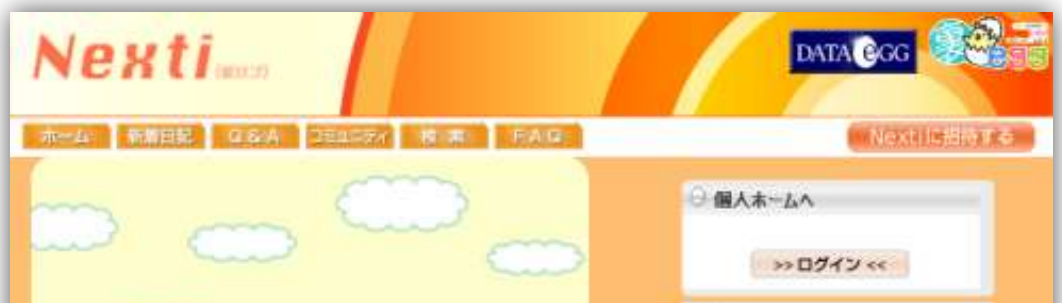 Nexti
DATA eGG
ホーム 新着日記 Q&A コミュニティ 検索 FAQ
Nextiに招待する
個人ホームへ
>> ログイン <<